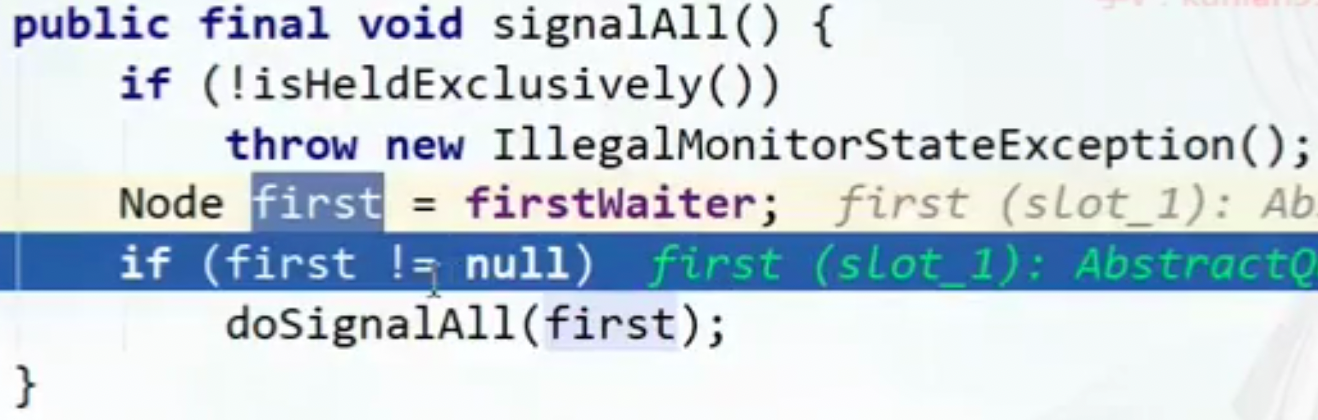 public final void signalAll() {
if (!isHeldExclusively())
throw new IllegalMonitorStateException();
Node first = firstWaiter; first (slot_1): Ab
if (first != null) first (slot_1): AbstractQ
doSignalAll(first);
}